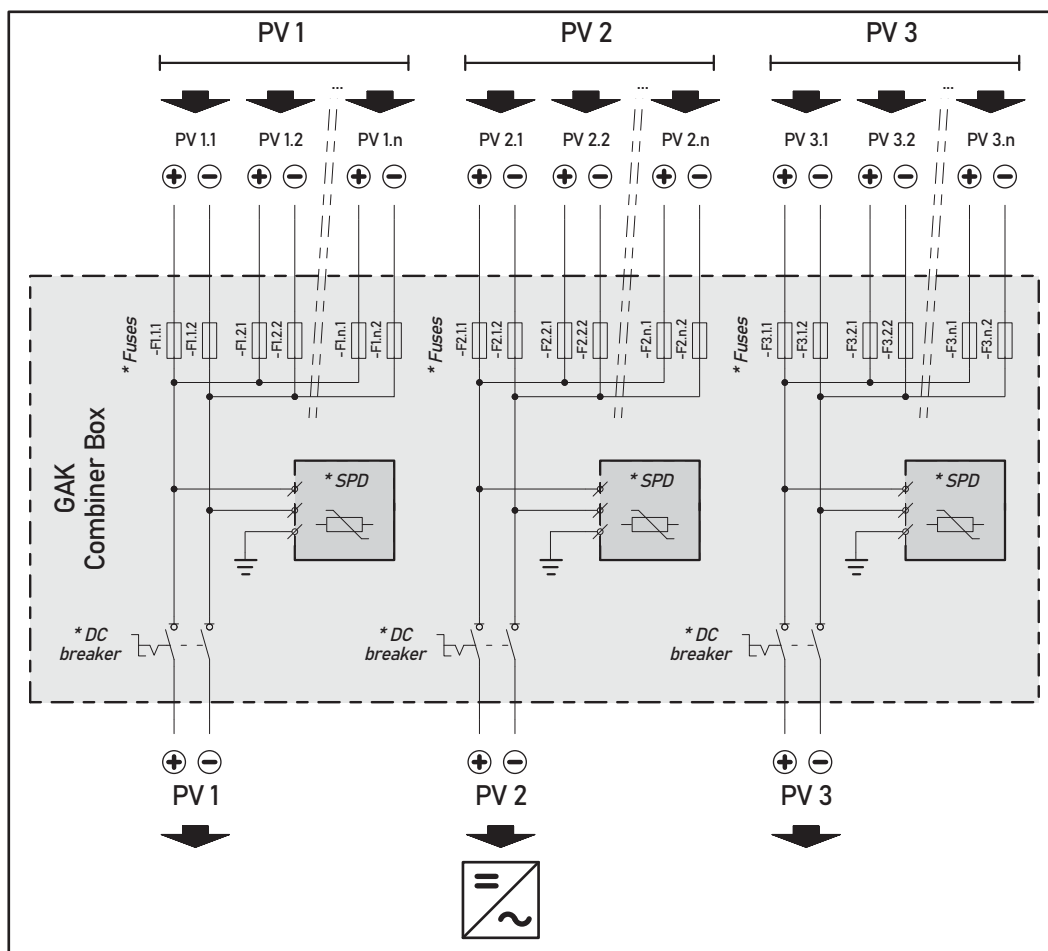 PV 1
PV 2
PV 3
...
...
...
PV 1.1
PV 1.2
PV 1.n
PV 2.1
PV 2.2
PV 2.n
PV 3.1
PV 3.2
PV 3.n
+ −
+ −
+ −
+ −
+ −
+ −
+ −
+ −
+ −
* Fuses
-F1.1.1
-F1.1.2
-F1.2.1
-F1.2.2
-F1.n.1
-F1.n.2
* Fuses
-F2.1.1
-F2.1.2
-F2.2.1
-F2.2.2
-F2.n.1
-F2.n.2
* Fuses
-F3.1.1
-F3.1.2
-F3.2.1
-F3.2.2
-F3.n.1
-F3.n.2
GAK
Combiner Box
* SPD
* SPD
* SPD
* DC
breaker
* DC
breaker
* DC
breaker
+ −
+ −
+ −
PV 1
PV 2
PV 3